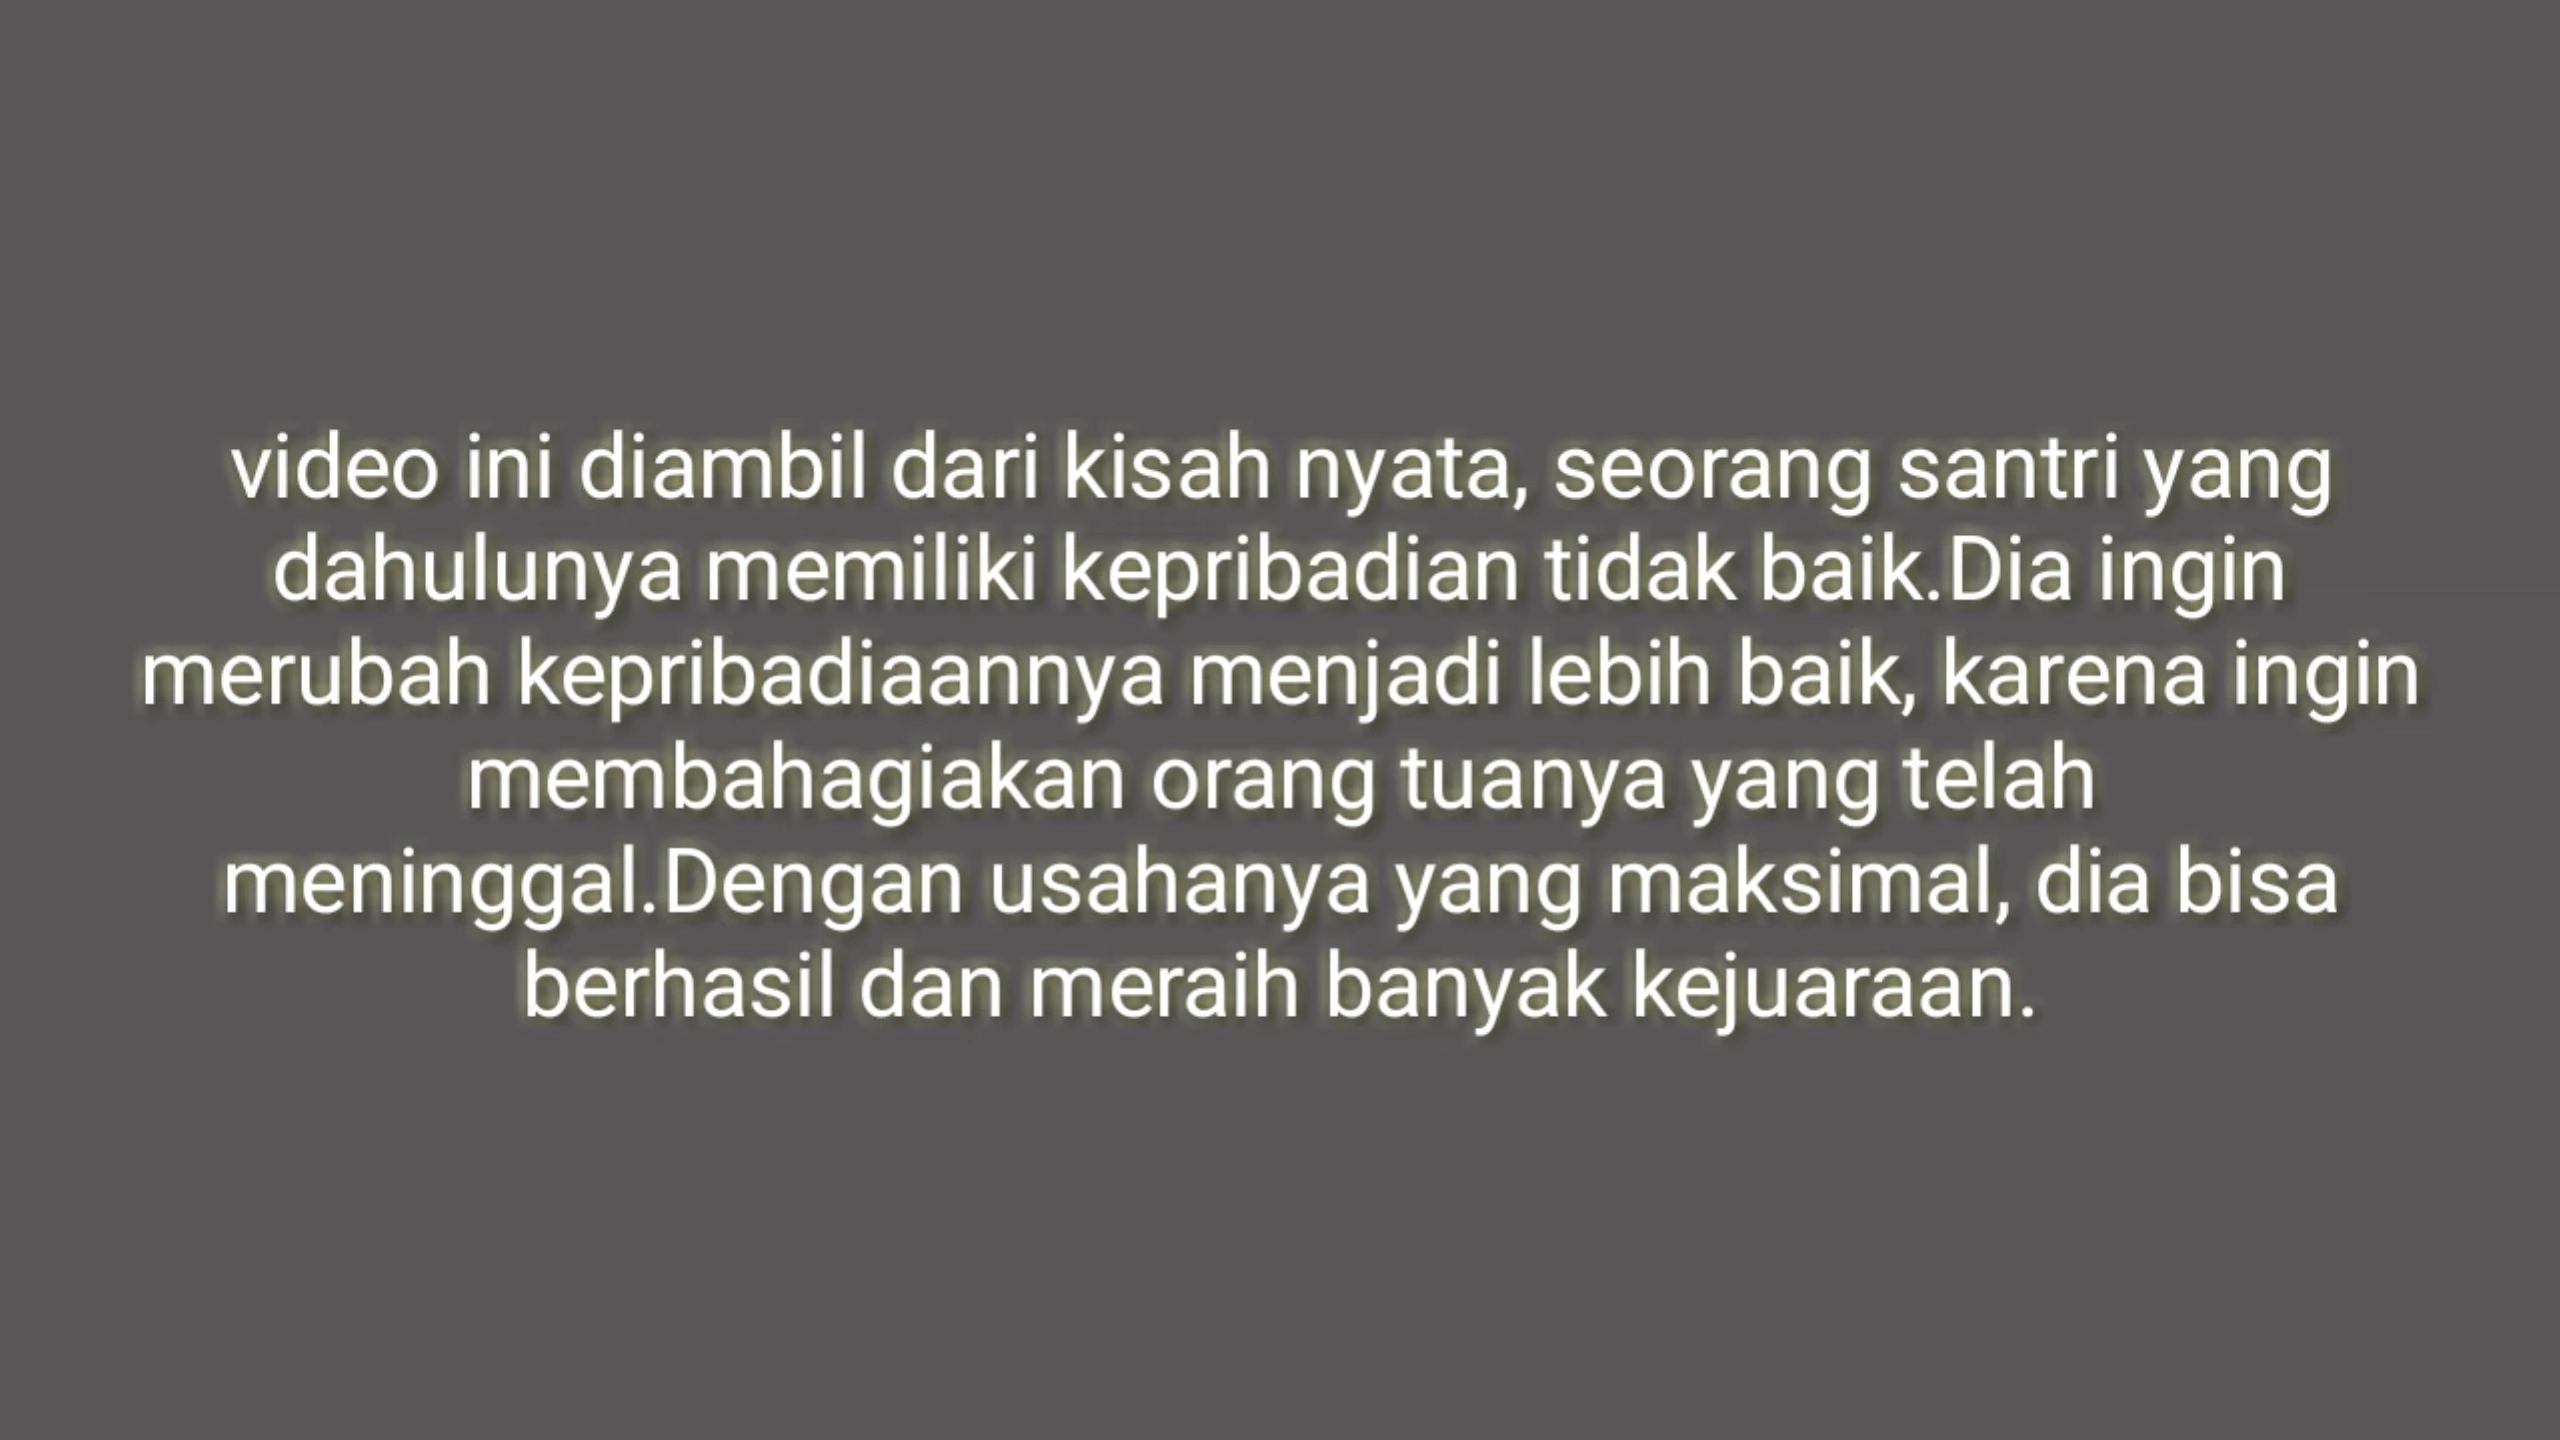 video ini diambil dari kisah nyata, seorang santri yang
dahulunya memiliki kepribadian tidak baik.Dia ingin
merubah kepribadiaannya menjadi lebih baik, karena ingin
membahagiakan orang tuanya yang telah
meninggal.Dengan usahanya yang maksimal, dia bisa
berhasil dan meraih banyak kejuaraan.